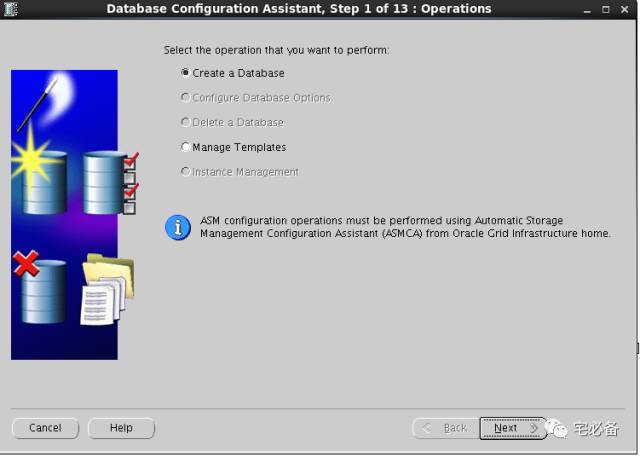 Database Configuration Assistant, Step 1 of 13 : Operations
Select the operation that you want to perform:
Create a Database
Configure Database Options
Delete a Database
Manage Templates
Instance Management
ASM configuration operations must be performed using Automatic Storage
Management Configuration Assistant (ASMCA) from Oracle Grid Infrastructure home.
Cancel
Help
Back
Next
宅必备